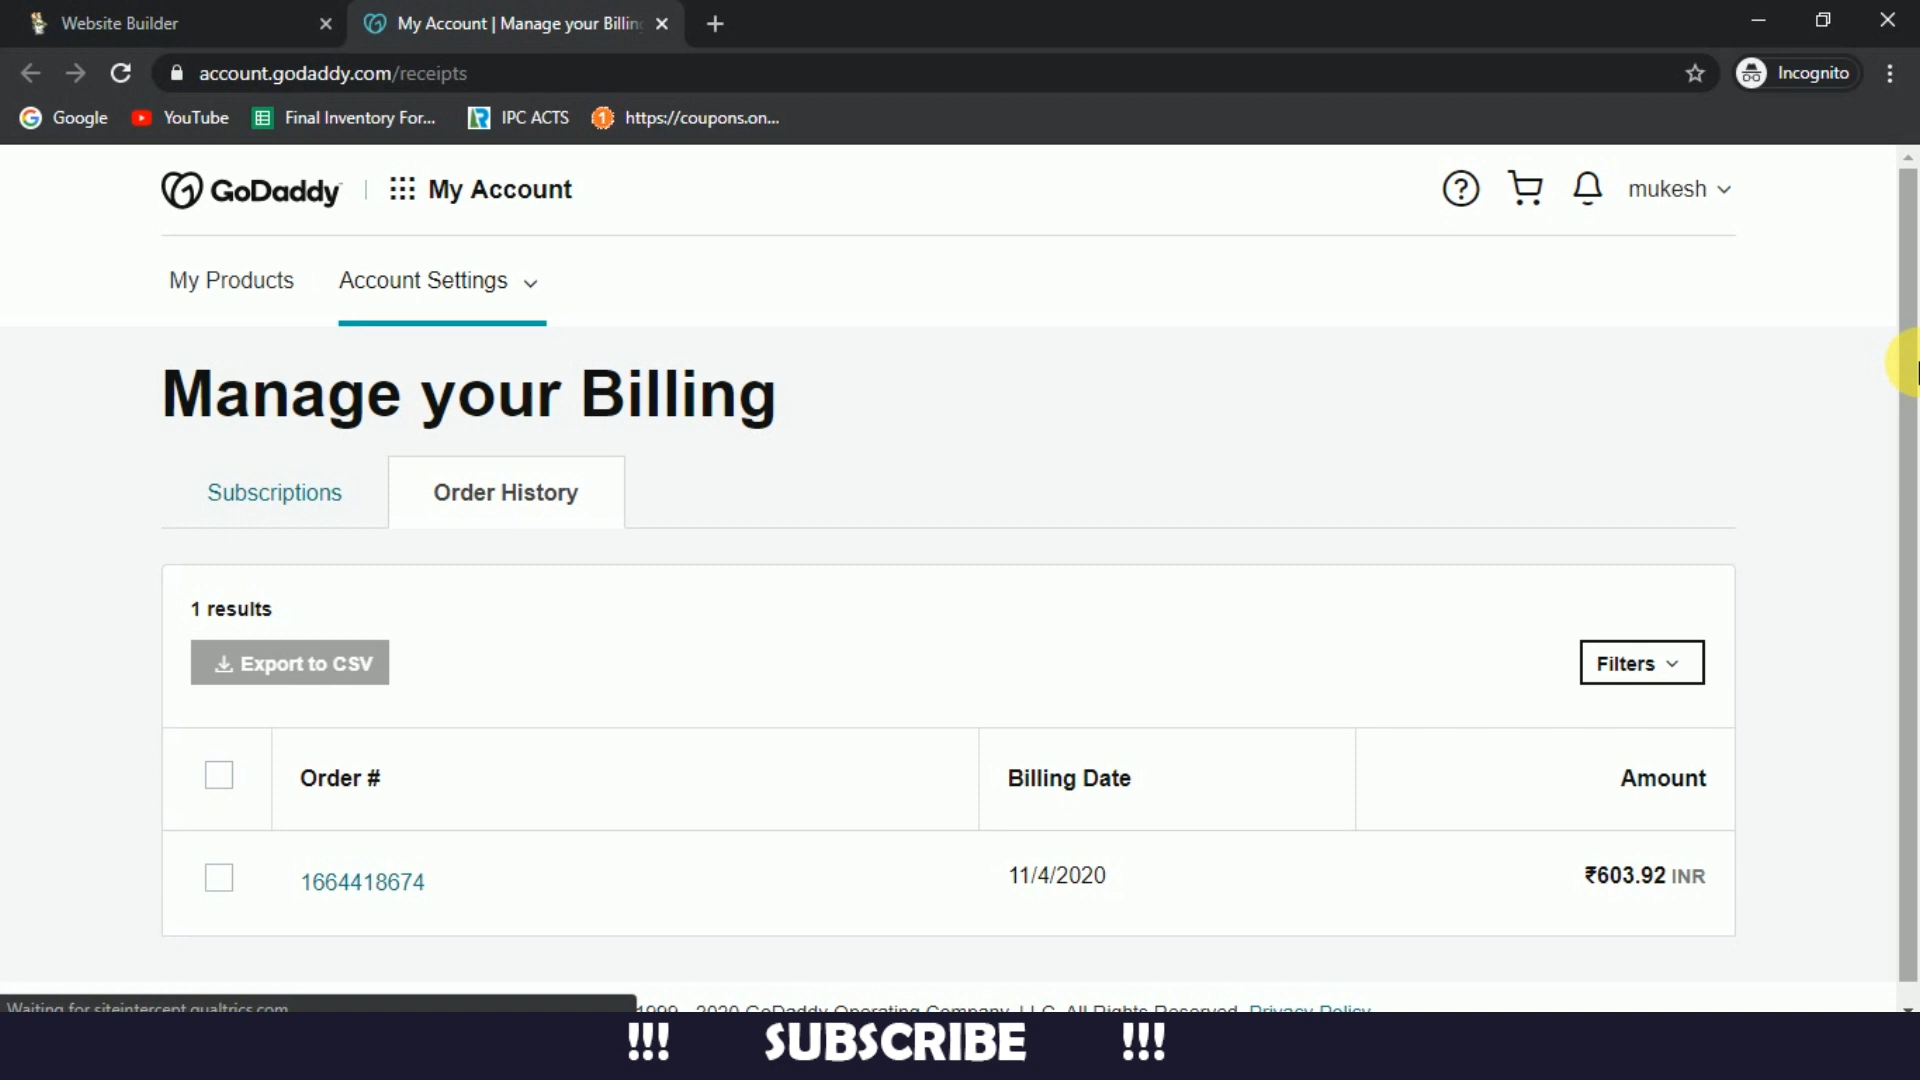 Website Builder
My Account | Manage your Billin
account.godaddy.com/receipts
Incognito
Google
YouTube
Final Inventory For...
IPC ACTS
https://coupons.on...
GoDaddy
My Account
mukesh
My Products
Account Settings
Manage your Billing
Subscriptions
Order History
1 results
Export to CSV
Filters
Order #
Billing Date
Amount
1664418674
11/4/2020
₹603.92 INR
Waiting for siteintercept.qualtrics.com...
1999 - 2020 GoDaddy Operating Company, LLC. All Rights Reserved. Privacy Policy
!!! SUBSCRIBE !!!